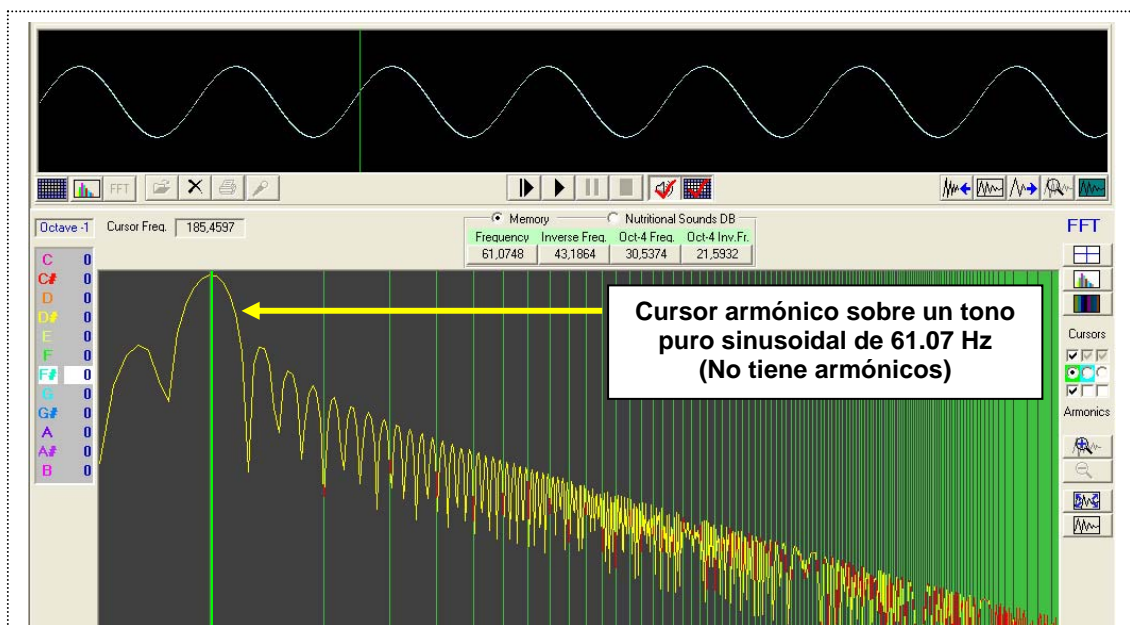 FFT
Octave -1 Cursor Freq. 185,4597
Memory Nutritional Sounds DB
Frequency Inverse Freq. Oct-4 Freq. Oct-4 Inv.Fr.
61,0748 43,1864 30,5374 21,5932
FFT
C 0
C# 0
D 0
D# 0
E 0
F 0
F# 0
G 0
G# 0
A 0
A# 0
B 0
Cursor armónico sobre un tono
puro sinusoidal de 61.07 Hz
(No tiene armónicos)
Cursors
Armonics